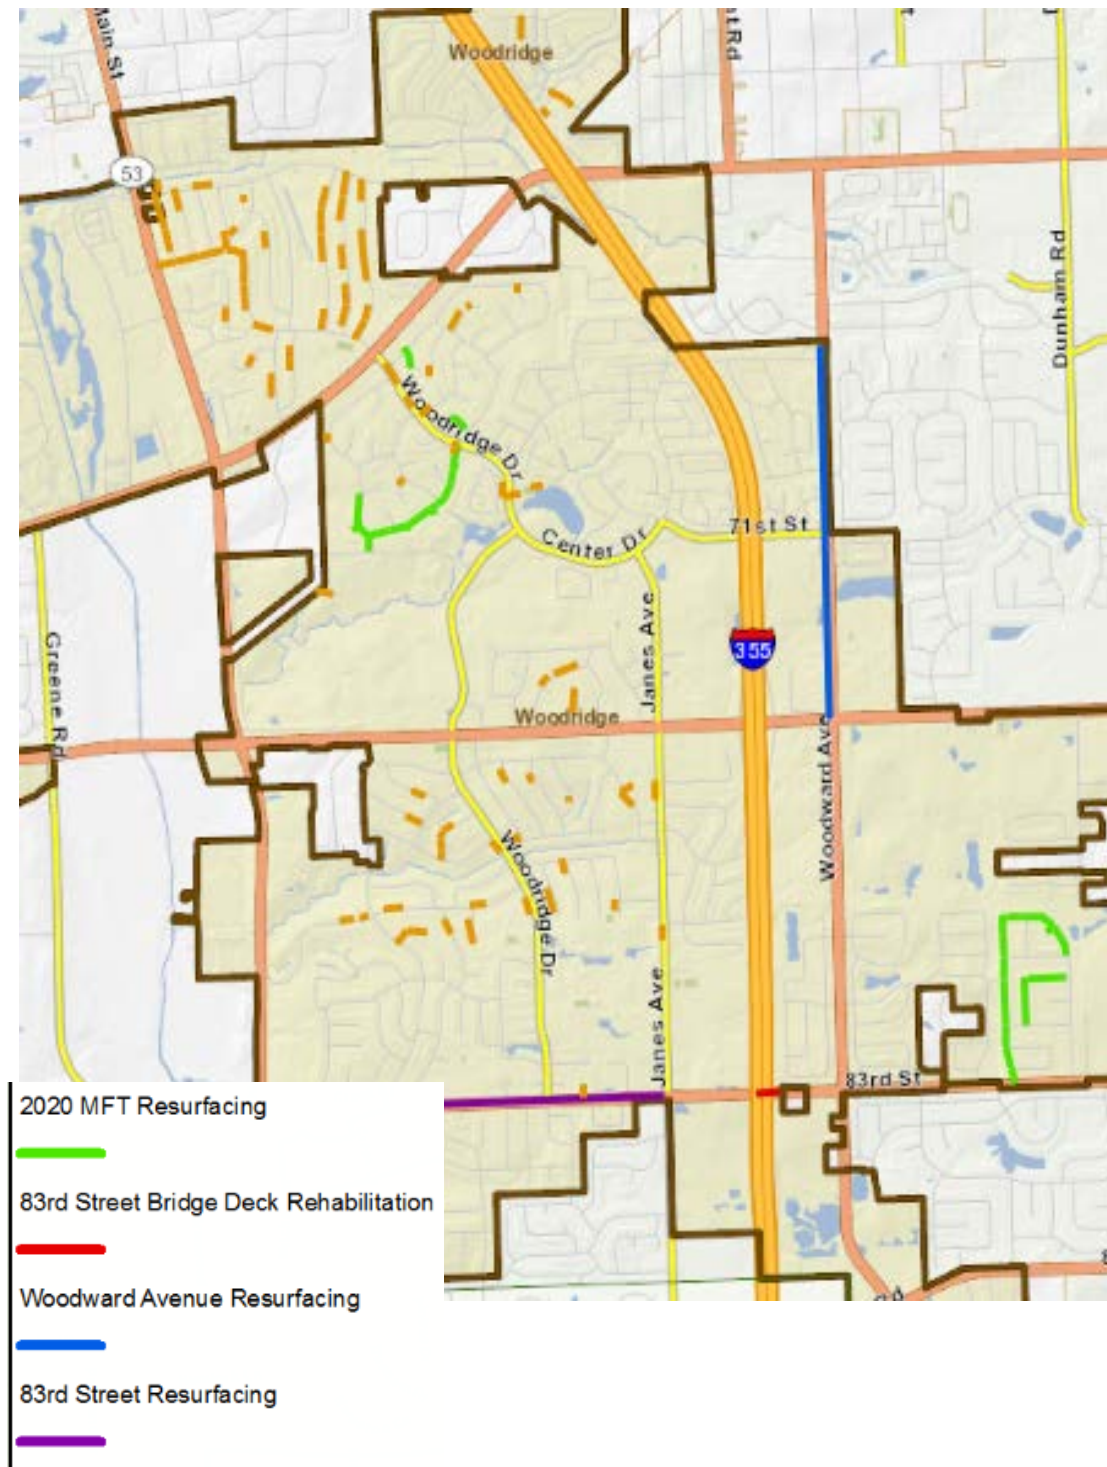 Main St
Woodridge
nt Rd
53
Dunham Rd
Woodridge Dr
Center Dr
71st St
Greene Rd
Janes Ave
355
Woodridge
Woodward Ave
Woodridge Dr
Janes Ave
83rd St
Rd
2020 MFT Resurfacing
83rd Street Bridge Deck Rehabilitation
Woodward Avenue Resurfacing
83rd Street Resurfacing